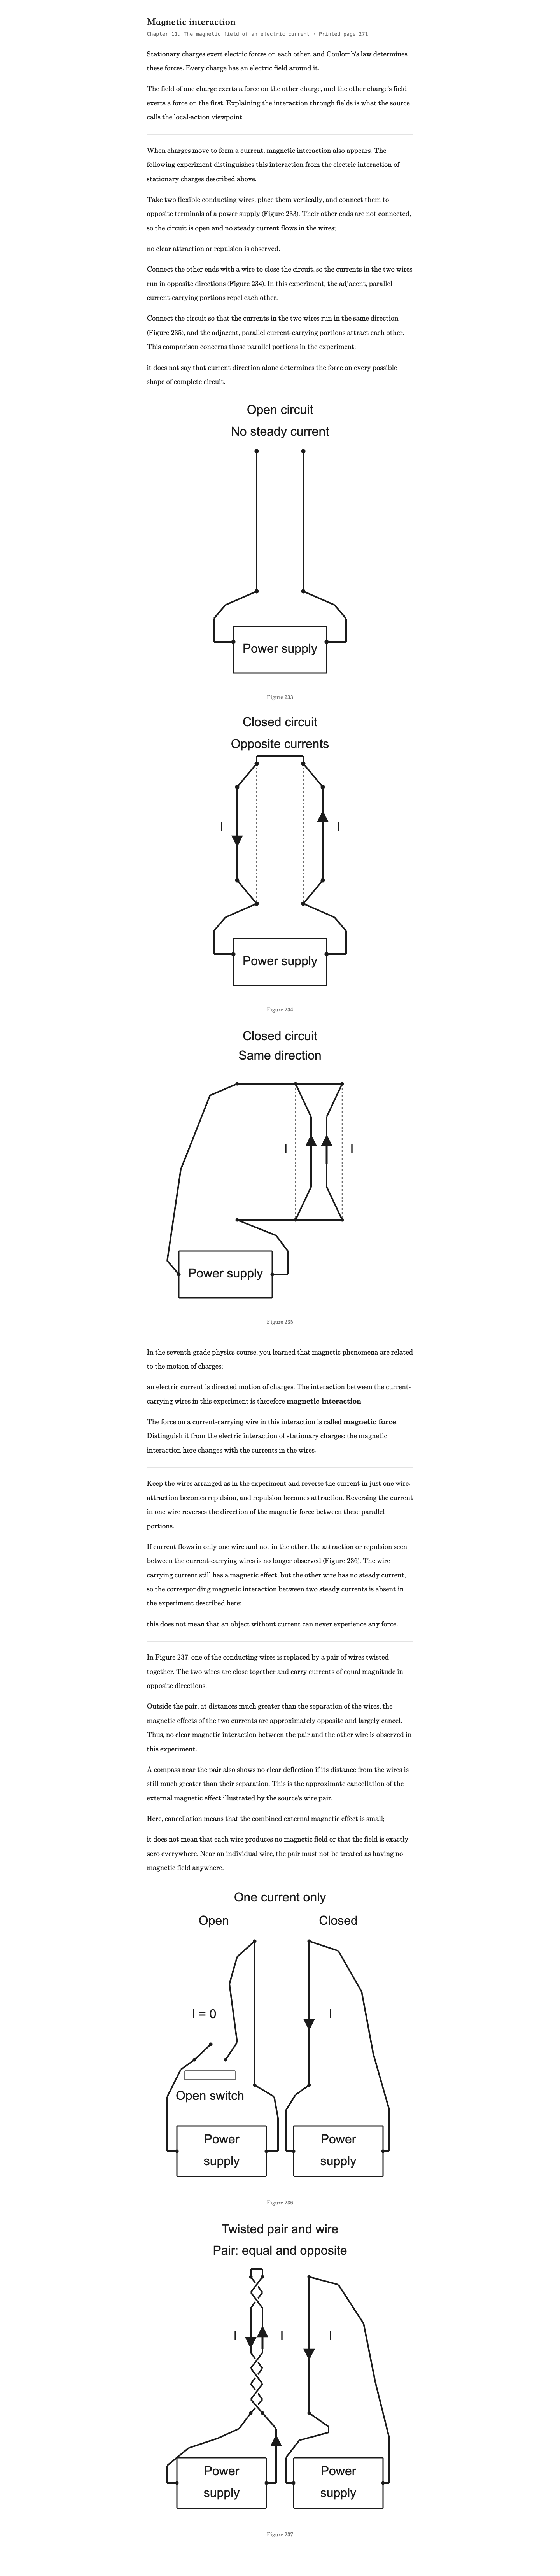 Magnetic interaction
Chapter 11. The magnetic field of an electric current · Printed page 271
Stationary charges exert electric forces on each other, and Coulomb's law determines
these forces. Every charge has an electric field around it.
The field of one charge exerts a force on the other charge, and the other charge's field
exerts a force on the first. Explaining the interaction through fields is what the source
calls the local-action viewpoint.
When charges move to form a current, magnetic interaction also appears. The
following experiment distinguishes this interaction from the electric interaction of
stationary charges described above.
Take two flexible conducting wires, place them vertically, and connect them to
opposite terminals of a power supply (Figure 233). Their other ends are not connected,
so the circuit is open and no steady current flows in the wires;
no clear attraction or repulsion is observed.
Connect the other ends with a wire to close the circuit, so the currents in the two wires
run in opposite directions (Figure 234). In this experiment, the adjacent, parallel
current-carrying portions repel each other.
Connect the circuit so that the currents in the two wires run in the same direction
(Figure 235), and the adjacent, parallel current-carrying portions attract each other.
This comparison concerns those parallel portions in the experiment;
it does not say that current direction alone determines the force on every possible
shape of complete circuit.
Open circuit
No steady current
Power supply
Figure 233
Closed circuit
Opposite currents
I
I
Power supply
Figure 234
Closed circuit
Same direction
I
I
Power supply
Figure 235
In the seventh-grade physics course, you learned that magnetic phenomena are related
to the motion of charges;
an electric current is directed motion of charges. The interaction between the current-
carrying wires in this experiment is therefore magnetic interaction.
The force on a current-carrying wire in this interaction is called magnetic force.
Distinguish it from the electric interaction of stationary charges: the magnetic
interaction here changes with the currents in the wires.
Keep the wires arranged as in the experiment and reverse the current in just one wire:
attraction becomes repulsion, and repulsion becomes attraction. Reversing the current
in one wire reverses the direction of the magnetic force between these parallel
portions.
If current flows in only one wire and not in the other, the attraction or repulsion seen
between the current-carrying wires is no longer observed (Figure 236). The wire
carrying current still has a magnetic effect, but the other wire has no steady current,
so the corresponding magnetic interaction between two steady currents is absent in
the experiment described here;
this does not mean that an object without current can never experience any force.
In Figure 237, one of the conducting wires is replaced by a pair of wires twisted
together. The two wires are close together and carry currents of equal magnitude in
opposite directions.
Outside the pair, at distances much greater than the separation of the wires, the
magnetic effects of the two currents are approximately opposite and largely cancel.
Thus, no clear magnetic interaction between the pair and the other wire is observed in
this experiment.
A compass near the pair also shows no clear deflection if its distance from the wires is
still much greater than their separation. This is the approximate cancellation of the
external magnetic effect illustrated by the source's wire pair.
Here, cancellation means that the combined external magnetic effect is small;
it does not mean that each wire produces no magnetic field or that the field is exactly
zero everywhere. Near an individual wire, the pair must not be treated as having no
magnetic field anywhere.
One current only
Open
Closed
I = 0
I
Open switch
Power
supply
Power
supply
Figure 236
Twisted pair and wire
Pair: equal and opposite
I
I
I
Power
supply
Power
supply
Figure 237